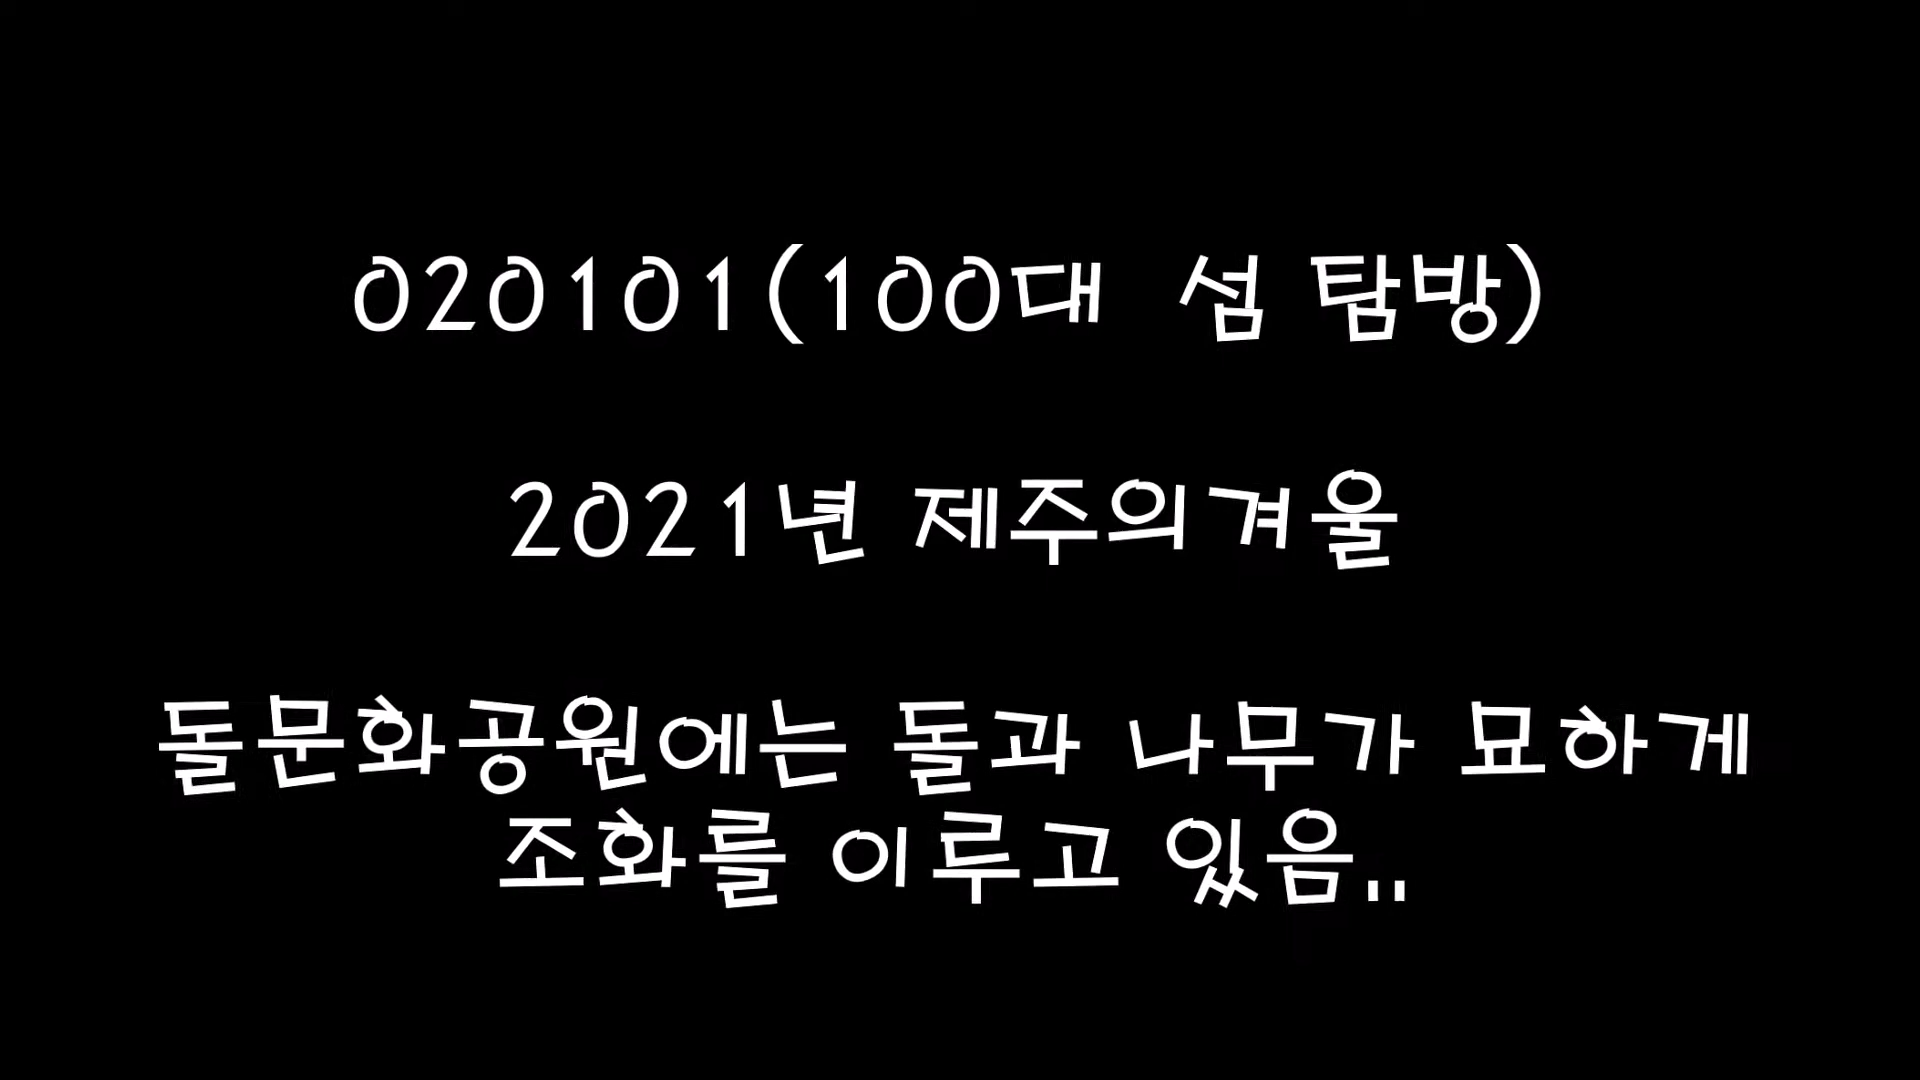 020101(100대 섬 탐방)
2021년 제주의겨울
돌문화공원에는 돌과 나무가 묘하게
조화를 이루고 있음..